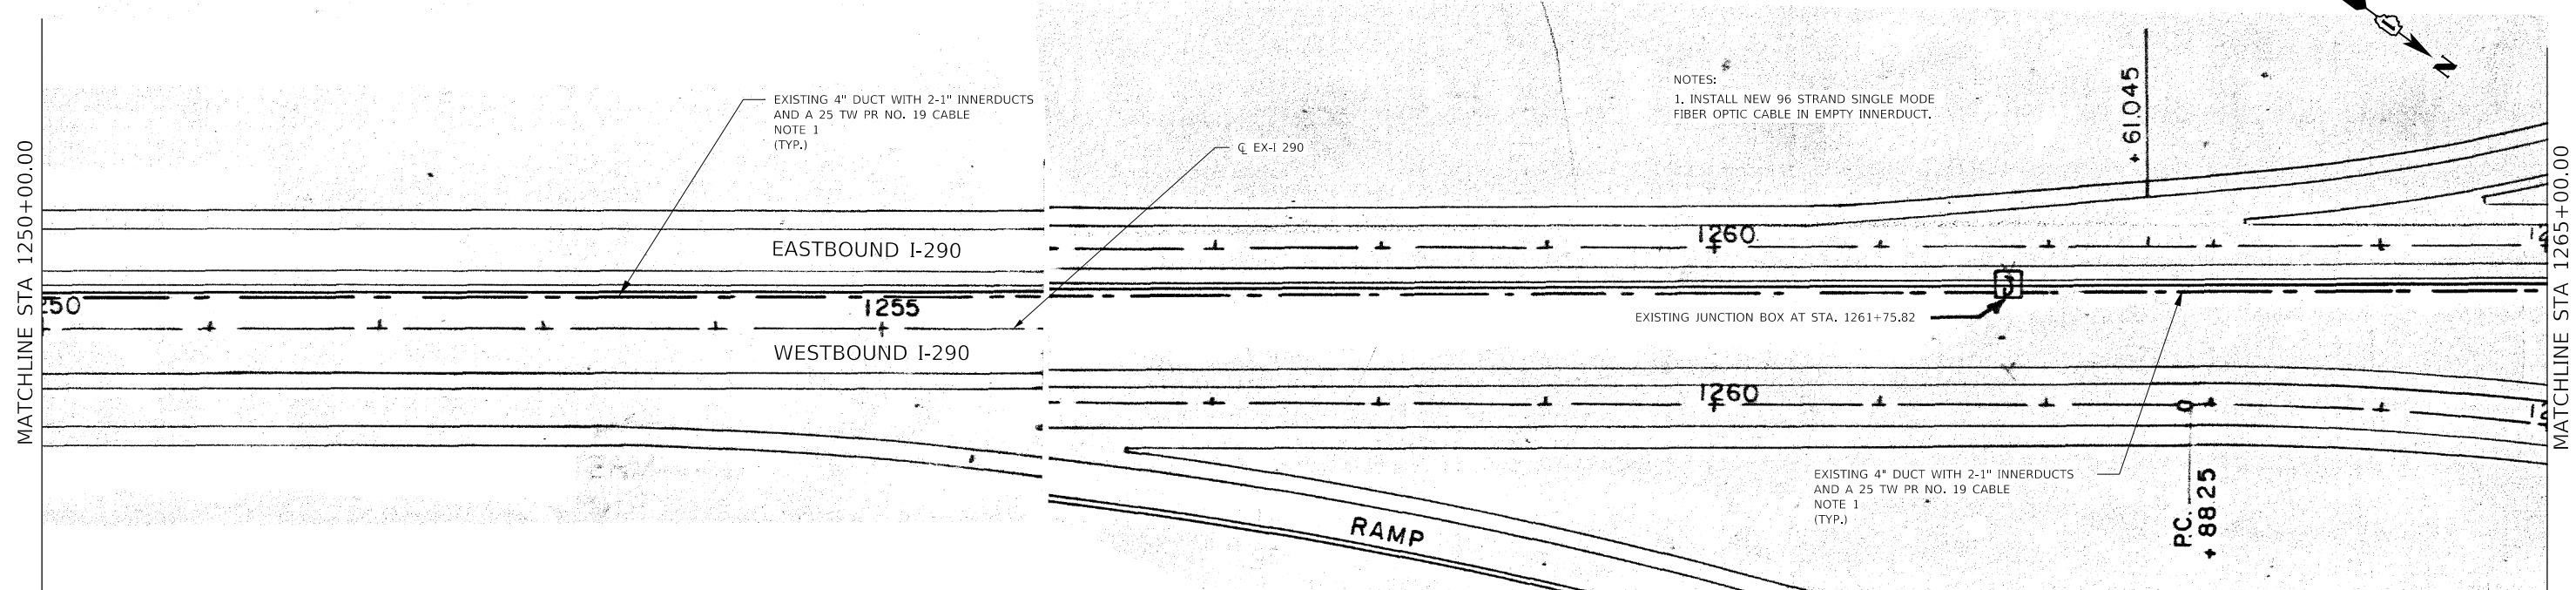 MATCHLINE STA 1250+00.00
EXISTING 4" DUCT WITH 2-1" INNERDUCTS
AND A 25 TW PR NO. 19 CABLE
NOTE 1
(TYP.)
℄ EX-I 290
NOTES:
1. INSTALL NEW 96 STRAND SINGLE MODE
FIBER OPTIC CABLE IN EMPTY INNERDUCT.
+ 61.045
N
EASTBOUND I-290
1260
250
1255
J
EXISTING JUNCTION BOX AT STA. 1261+75.82
WESTBOUND I-290
1260
EXISTING 4" DUCT WITH 2-1" INNERDUCTS
AND A 25 TW PR NO. 19 CABLE
NOTE 1
(TYP.)
RAMP
P.C.
+ 88.25
12
12
MATCHLINE STA 1265+00.00